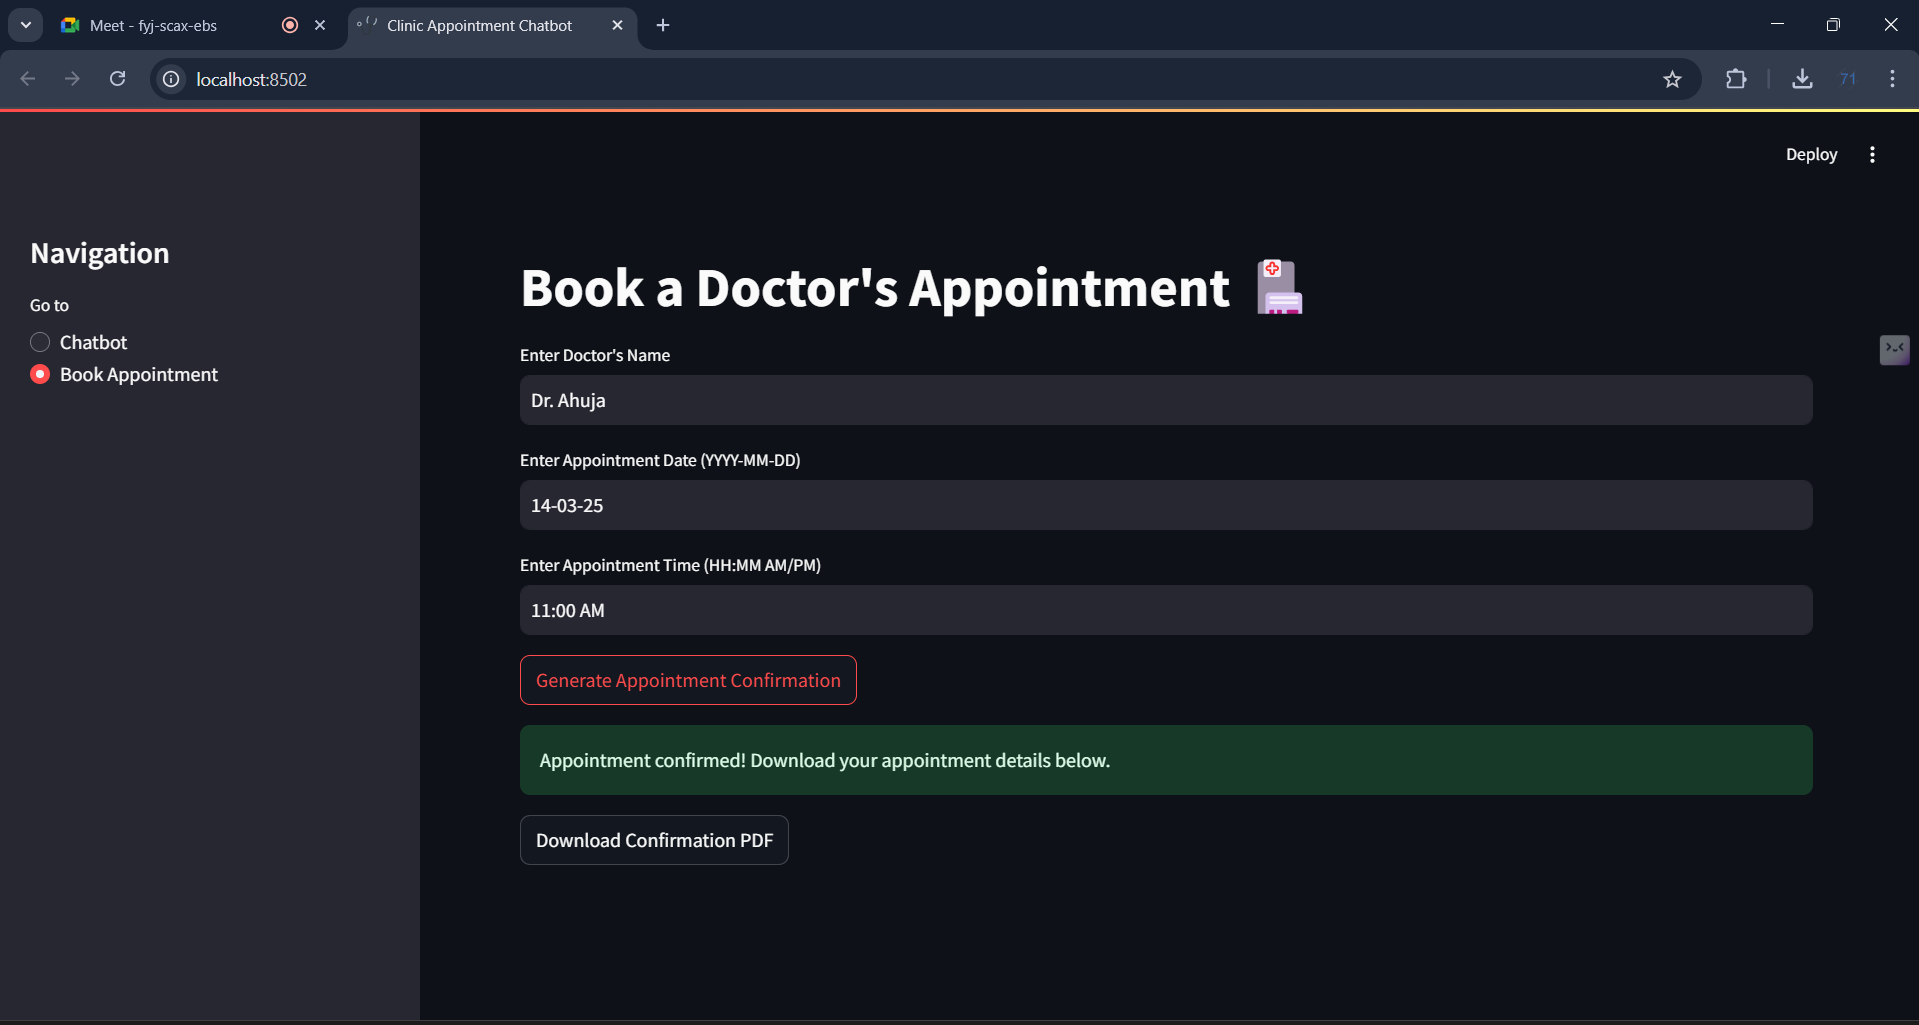 Meet - fyj-scax-ebs
Clinic Appointment Chatbot
localhost:8502
71
Deploy
Navigation
Go to
Chatbot
Book Appointment
Book a Doctor's Appointment
Enter Doctor's Name
Dr. Ahuja
Enter Appointment Date (YYYY-MM-DD)
14-03-25
Enter Appointment Time (HH:MM AM/PM)
11:00 AM
Generate Appointment Confirmation
Appointment confirmed! Download your appointment details below.
Download Confirmation PDF